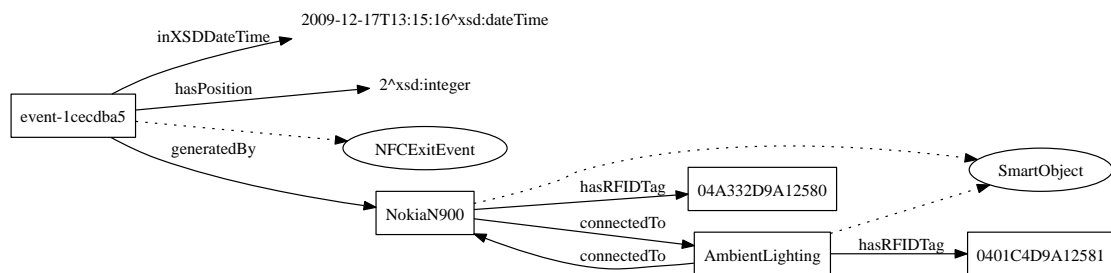 2009-12-17T13:15:16^xsd:dateTime
inXSDDateTime
hasPosition
2^xsd:integer
event-1cecdba5
generatedBy
NFCExitEvent
SmartObject
hasRFIDTag
04A332D9A12580
NokiaN900
connectedTo
connectedTo
AmbientLighting
hasRFIDTag
0401C4D9A12581